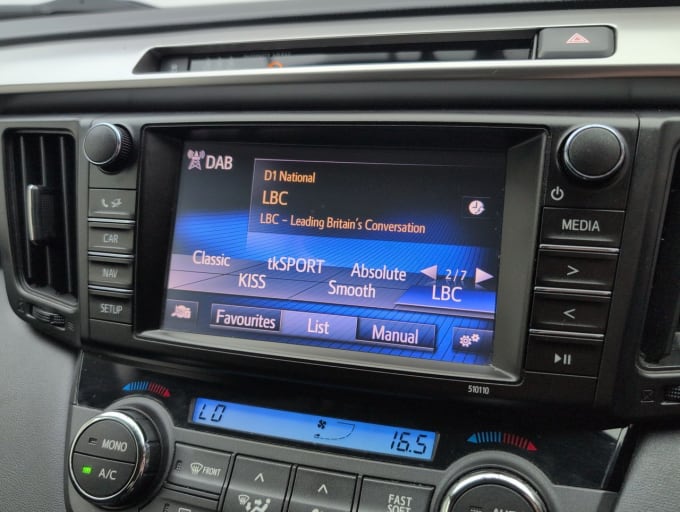 DAB
D1 National
LBC
LBC – Leading Britain's Conversation
Classic tkSPORT Absolute 2/7
KISS Smooth LBC
Favourites List Manual
CAR
NAV
SETUP
MEDIA
>
<
510110
LO 16.5
MONO
A/C
FRONT
FAST
SOFT